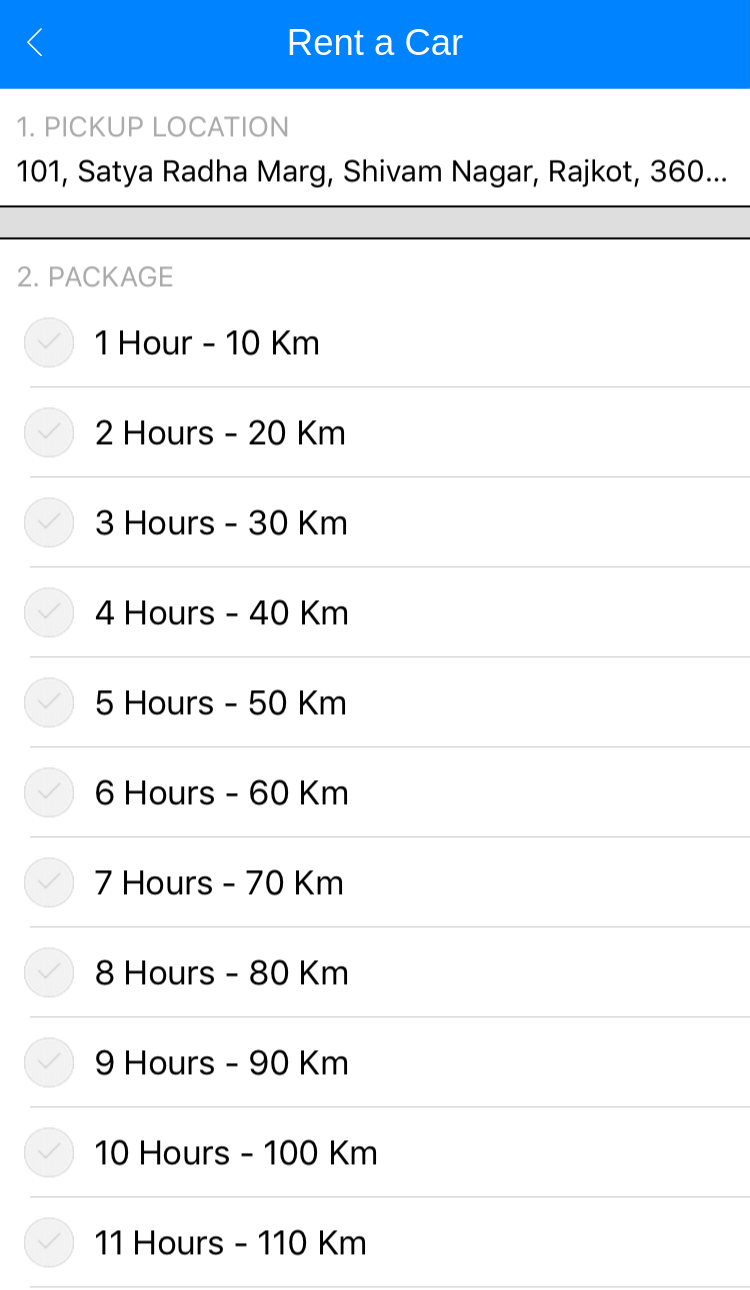 Rent a Car
1. PICKUP LOCATION
101, Satya Radha Marg, Shivam Nagar, Rajkot, 360...
2. PACKAGE
1 Hour - 10 Km
2 Hours - 20 Km
3 Hours - 30 Km
4 Hours - 40 Km
5 Hours - 50 Km
6 Hours - 60 Km
7 Hours - 70 Km
8 Hours - 80 Km
9 Hours - 90 Km
10 Hours - 100 Km
11 Hours - 110 Km